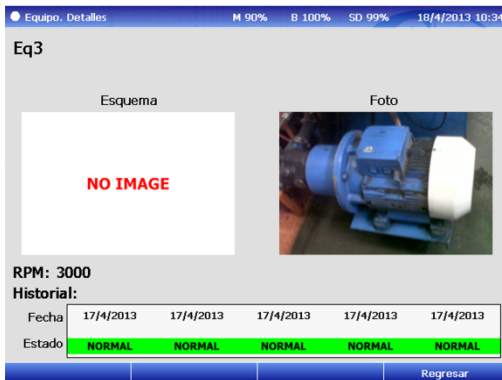 Equipo. Detalles M 90% B 100% SD 99% 18/4/2013 10:34
Eq3
Esquema Foto
NO IMAGE
RPM: 3000
Historial:
Fecha 17/4/2013 17/4/2013 17/4/2013 17/4/2013 17/4/2013
Estado NORMAL NORMAL NORMAL NORMAL NORMAL
Regresar